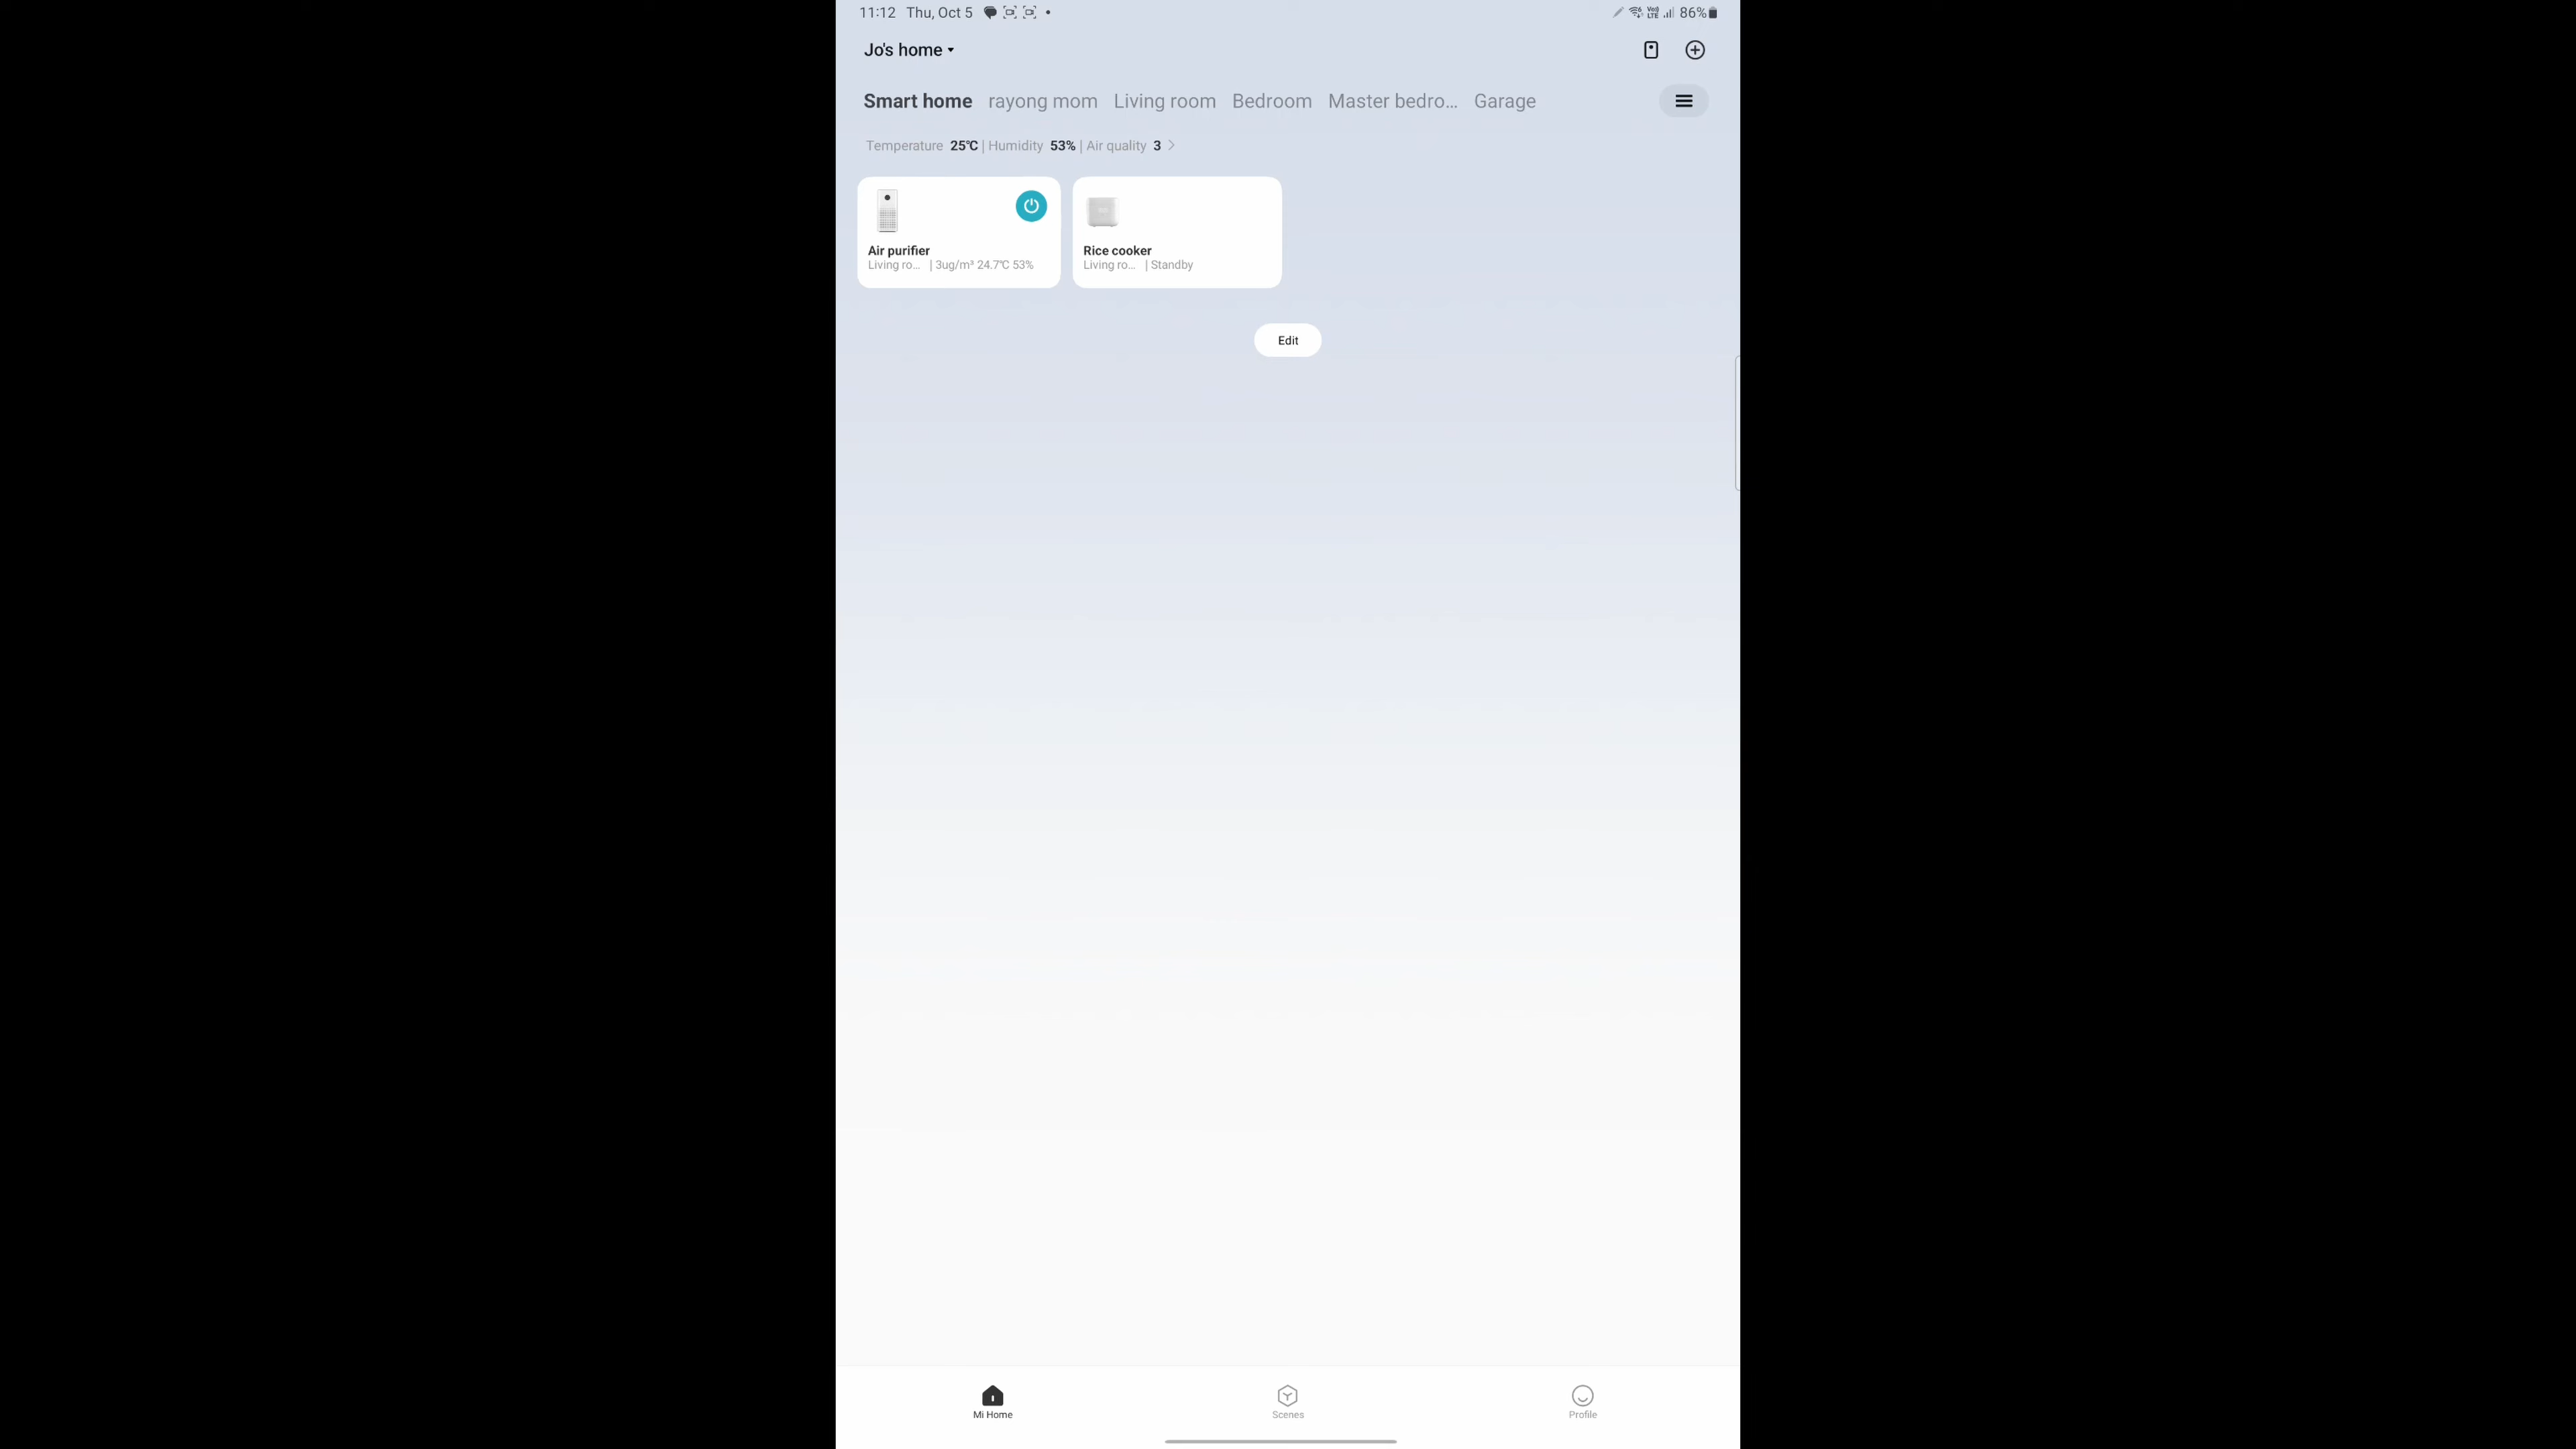 11:12 Thu, Oct 5 86%
Jo's home
Smart home rayong mom Living room Bedroom Master bedro... Garage
Temperature 25℃ | Humidity 53% | Air quality 3
Air purifier
Living ro... | 3ug/m³ 24.7℃ 53%
Rice cooker
Living ro... | Standby
Edit
Mi Home
Scenes
Profile